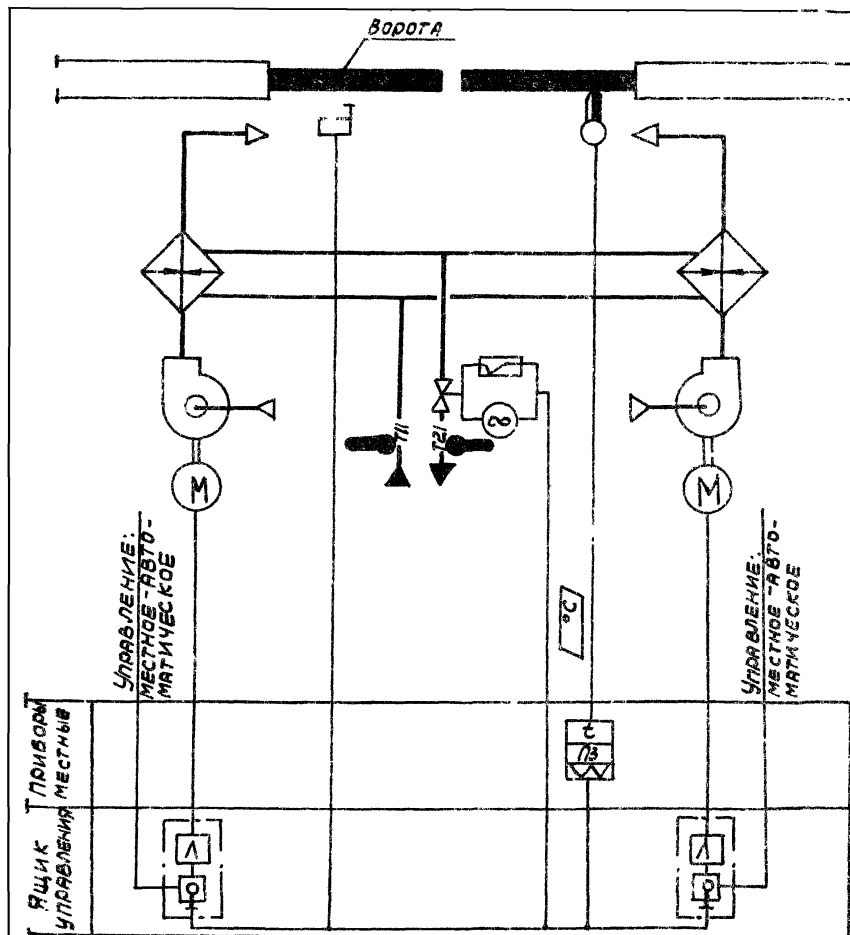 Ворота
Т11
Т21
М
М
УПРАВЛЕНИЕ:
МЕСТНОЕ-АВТО-
МАТИЧЕСКОЕ
°С
УПРАВЛЕНИЕ:
МЕСТНОЕ-АВТО-
МАТИЧЕСКОЕ
ПРИБОРЫ
МЕСТНЫЕ
t
ПЗ
ЯЩИК
УПРАВЛЕНИЯ
Л
Л